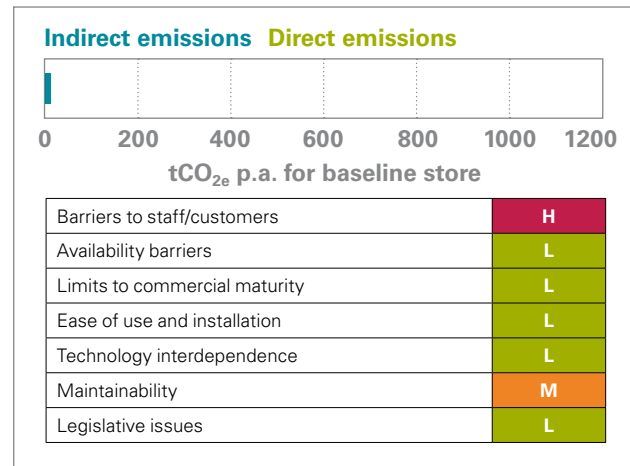 Indirect emissions Direct emissions
0 200 400 600 800 1000 1200
tCO2e p.a. for baseline store
Barriers to staff/customers H
Availability barriers L
Limits to commercial maturity L
Ease of use and installation L
Technology interdependence L
Maintainability M
Legislative issues L